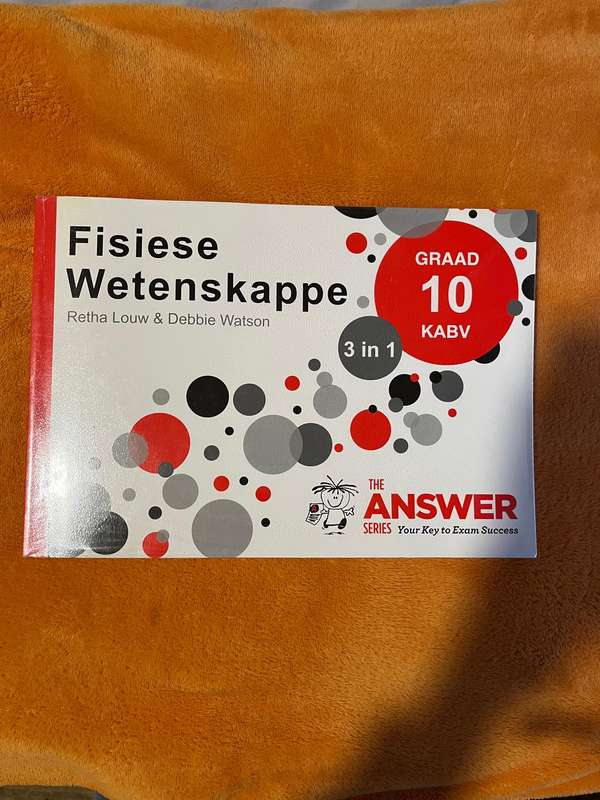 Fisiese
Wetenskappe
Retha Louw & Debbie Watson
GRAAD
10
KABV
3 in 1
THE
ANSWER
SERIES Your Key to Exam Success